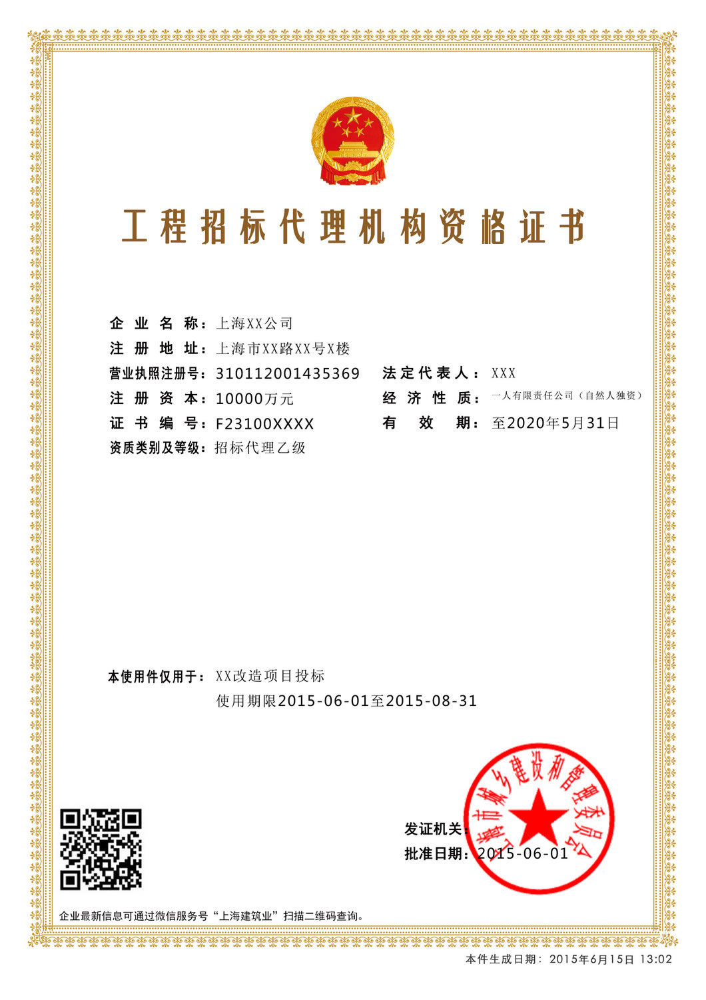 工程招标代理机构资格证书
企业名称：上海XX公司
注册地址：上海市XX路XX号X楼
营业执照注册号：310112001435369 法定代表人：XXX
注册资本：10000万元 经济性质：一人有限责任公司（自然人独资）
证书编号：F23100XXXX 有效期：至2020年5月31日
资质类别及等级：招标代理乙级
本使用件仅用于：XX改造项目投标
使用期限2015-06-01至2015-08-31
上海市城乡建设和管理委员会
发证机关：
批准日期：2015-06-01
企业最新信息可通过微信服务号“上海建筑业”扫描二维码查询。
本件生成日期：2015年6月15日 13:02